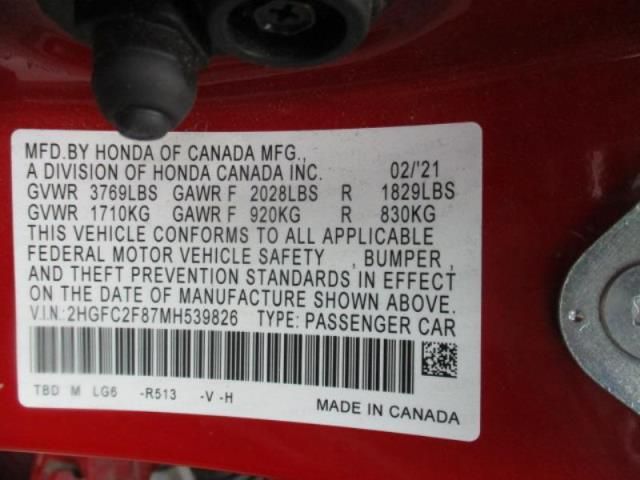 MFD.BY HONDA OF CANADA MFG.,
A DIVISION OF HONDA CANADA INC. 02/'21
GVWR 3769LBS GAWR F 2028LBS R 1829LBS
GVWR 1710KG GAWR F 920KG R 830KG
THIS VEHICLE CONFORMS TO ALL APPLICABLE
FEDERAL MOTOR VEHICLE SAFETY , BUMPER ,
AND THEFT PREVENTION STANDARDS IN EFFECT
ON THE DATE OF MANUFACTURE SHOWN ABOVE.
V.I.N: 2HGFC2F87MH539826 TYPE: PASSENGER CAR
TBD M LG6 -R513 -V -H
MADE IN CANADA